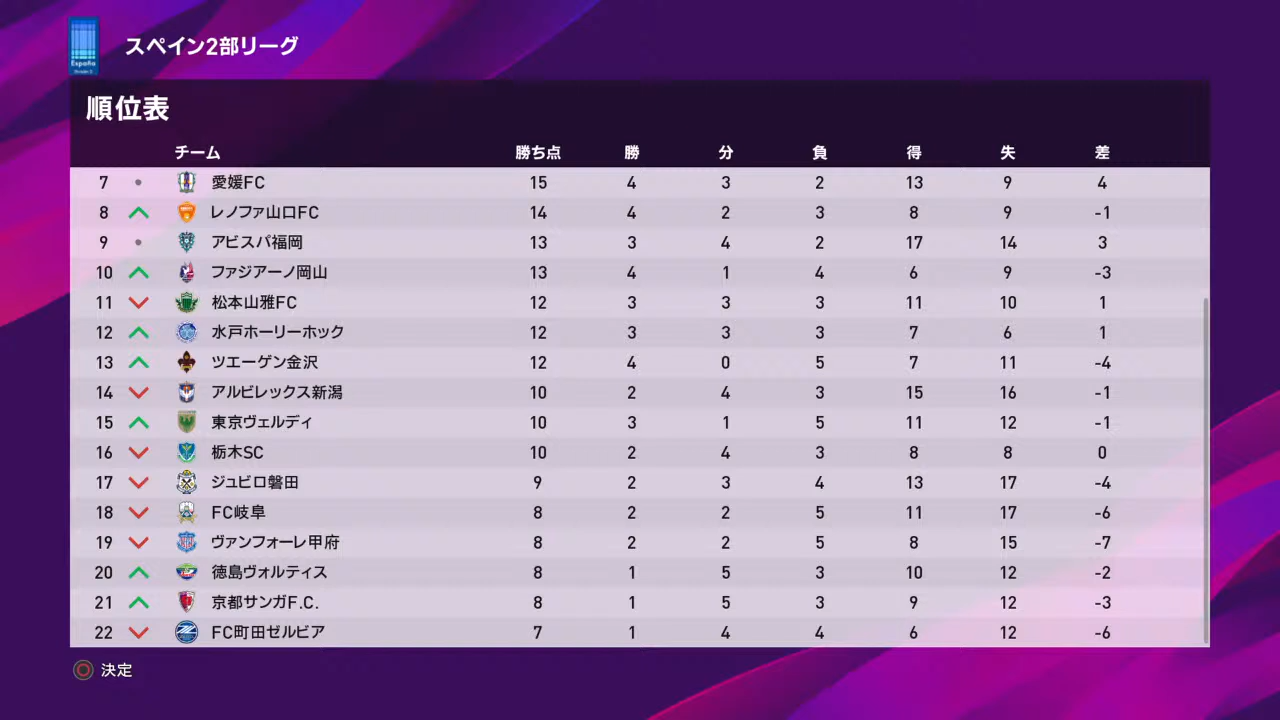 España
スペイン2部リーグ
順位表
チーム 勝ち点 勝 分 負 得 失 差
7 愛媛FC 15 4 3 2 13 9 4
8 レノファ山口FC 14 4 2 3 8 9 -1
9 アビスパ福岡 13 3 4 2 17 14 3
10 ファジアーノ岡山 13 4 1 4 6 9 -3
11 松本山雅FC 12 3 3 3 11 10 1
12 水戸ホーリーホック 12 3 3 3 7 6 1
13 ツエーゲン金沢 12 4 0 5 7 11 -4
14 アルビレックス新潟 10 2 4 3 15 16 -1
15 東京ヴェルディ 10 3 1 5 11 12 -1
16 栃木SC 10 2 4 3 8 8 0
17 ジュビロ磐田 9 2 3 4 13 17 -4
18 FC岐阜 8 2 2 5 11 17 -6
19 ヴァンフォーレ甲府 8 2 2 5 8 15 -7
20 徳島ヴォルティス 8 1 5 3 10 12 -2
21 京都サンガF.C. 8 1 5 3 9 12 -3
22 FC町田ゼルビア 7 1 4 4 6 12 -6
決定